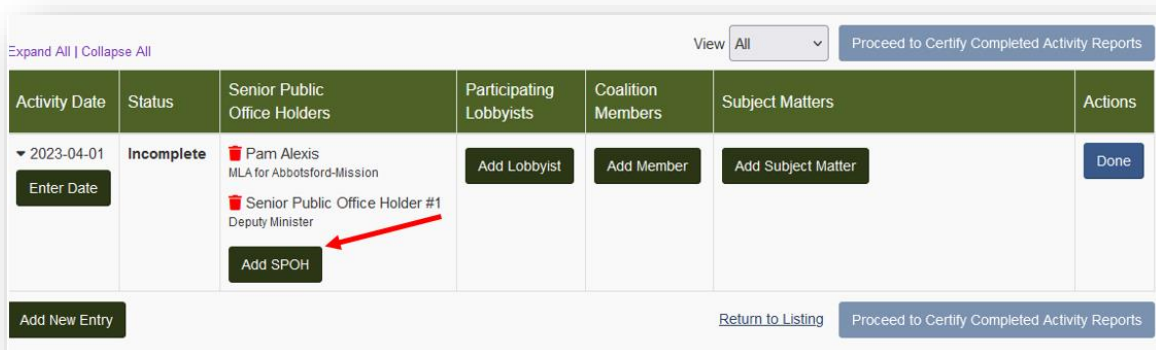 Expand All | Collapse All
View All Proceed to Certify Completed Activity Reports
Activity Date Status Senior Public Office Holders Participating Lobbyists Coalition Members Subject Matters Actions
2023-04-01 Incomplete Pam Alexis
MLA for Abbotsford-Mission
Enter Date
Senior Public Office Holder #1
Deputy Minister
Add SPOH
Add Lobbyist
Add Member
Add Subject Matter
Done
Add New Entry Return to Listing Proceed to Certify Completed Activity Reports